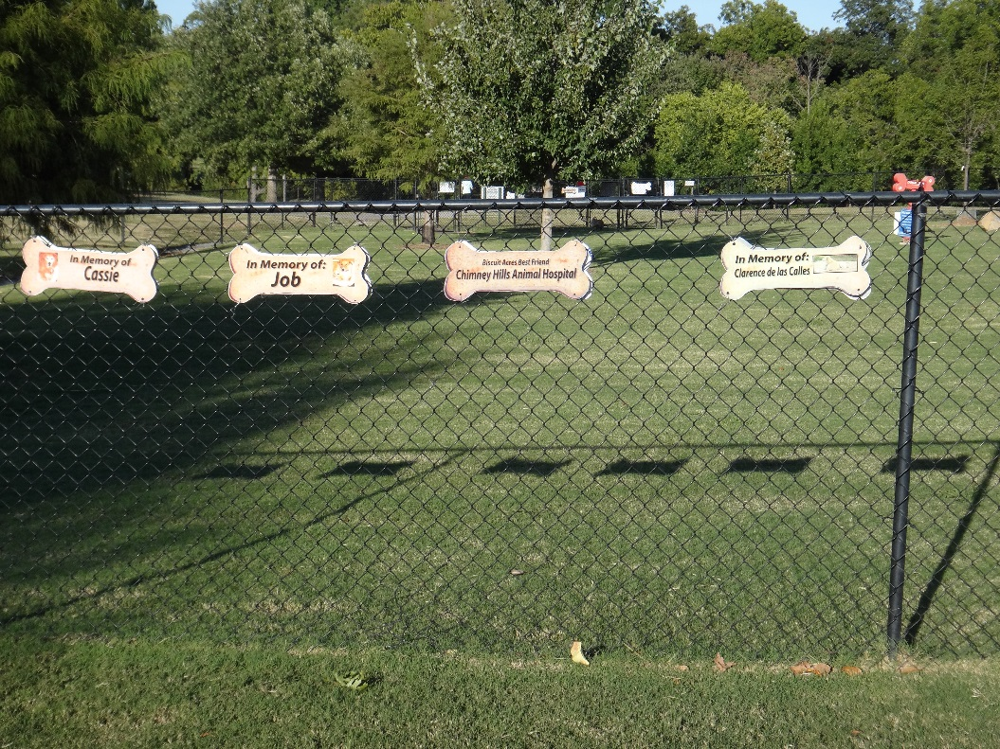 In Memory of
Cassie
In Memory of:
Job
Biscuit Acres Best Friend
Chimney Hills Animal Hospital
In Memory of:
Clarence de las Calles